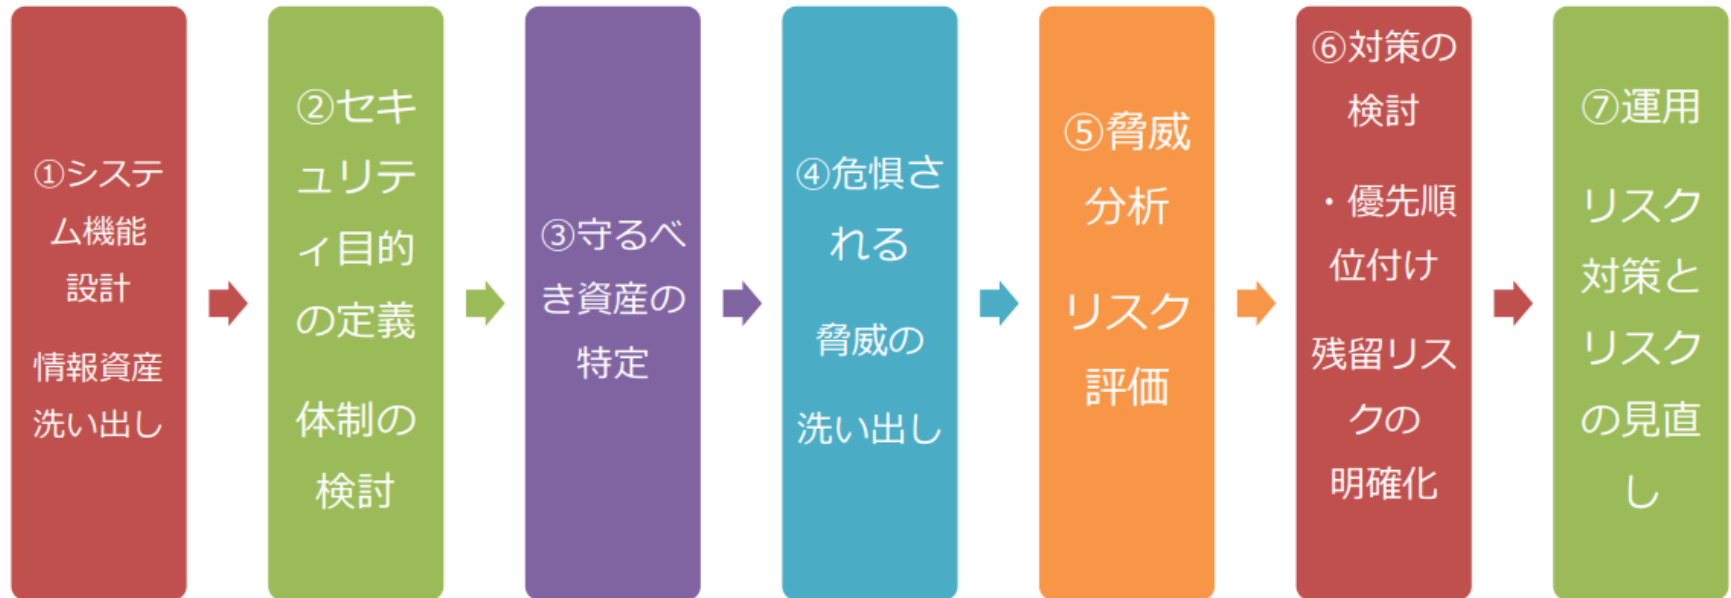 ①システ
ム機能
設計
情報資産
洗い出し
②セキ
ュリテ
ィ目的
の定義
体制の
検討
③守るべ
き資産の
特定
④危惧さ
れる
脅威の
洗い出し
⑤脅威
分析
リスク
評価
⑥対策の
検討
・優先順
位付け
残留リス
クの
明確化
⑦運用
リスク
対策と
リスク
の見直
し